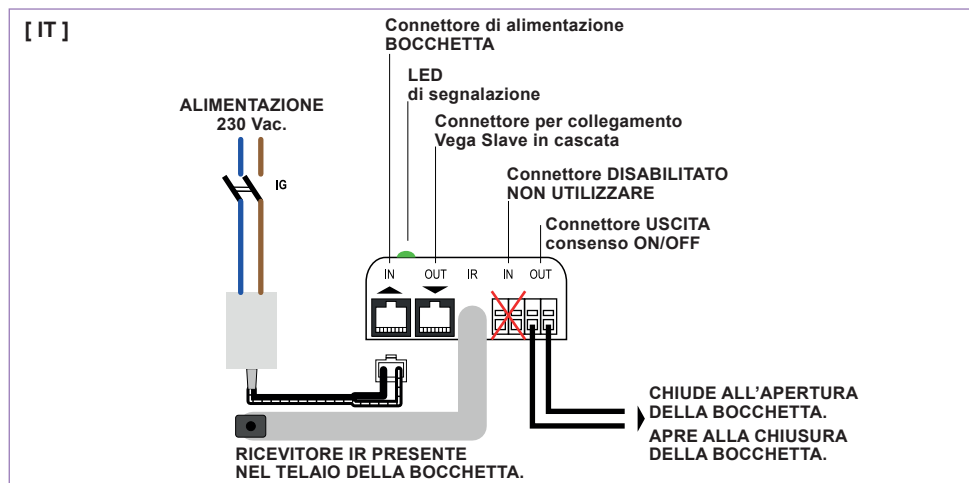 [ IT ]
Connettore di alimentazione
BOCCHETTA
LED
di segnalazione
ALIMENTAZIONE
230 Vac.
Connettore per collegamento
Vega Slave in cascata
IG
Connettore DISABILITATO
NON UTILIZZARE
Connettore USCITA
consenso ON/OFF
IN OUT IR IN OUT
CHIUDE ALL’APERTURA
DELLA BOCCHETTA.
APRE ALLA CHIUSURA
DELLA BOCCHETTA.
RICEVITORE IR PRESENTE
NEL TELAIO DELLA BOCCHETTA.